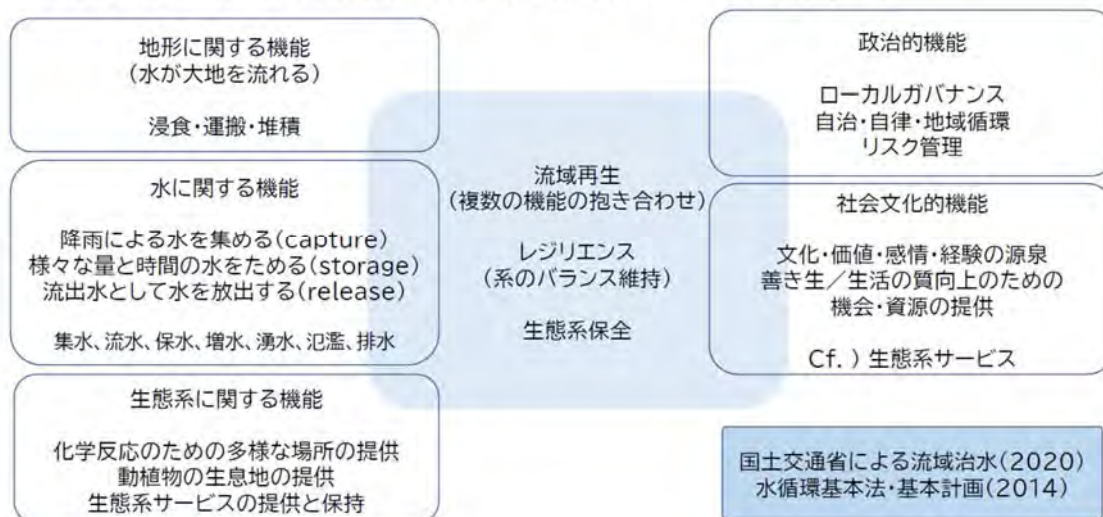 地形に関する機能
(水が大地を流れる)
浸食・運搬・堆積
水に関する機能
降雨による水を集める(capture)
様々な量と時間の水をためる(storage)
流出水として水を放出する(release)
集水、流水、保水、増水、湧水、氾濫、排水
生態系に関する機能
化学反応のための多様な場所の提供
動植物の生息地の提供
生態系サービスの提供と保持
流域再生
(複数の機能の抱き合わせ)
レジリエンス
(系のバランス維持)
生態系保全
政治的機能
ローカルガバナンス
自治・自律・地域循環
リスク管理
社会文化的機能
文化・価値・感情・経験の源泉
善き生／生活の質向上のための
機会・資源の提供
Cf. ) 生態系サービス
国土交通省による流域治水(2020)
水循環基本法・基本計画(2014)